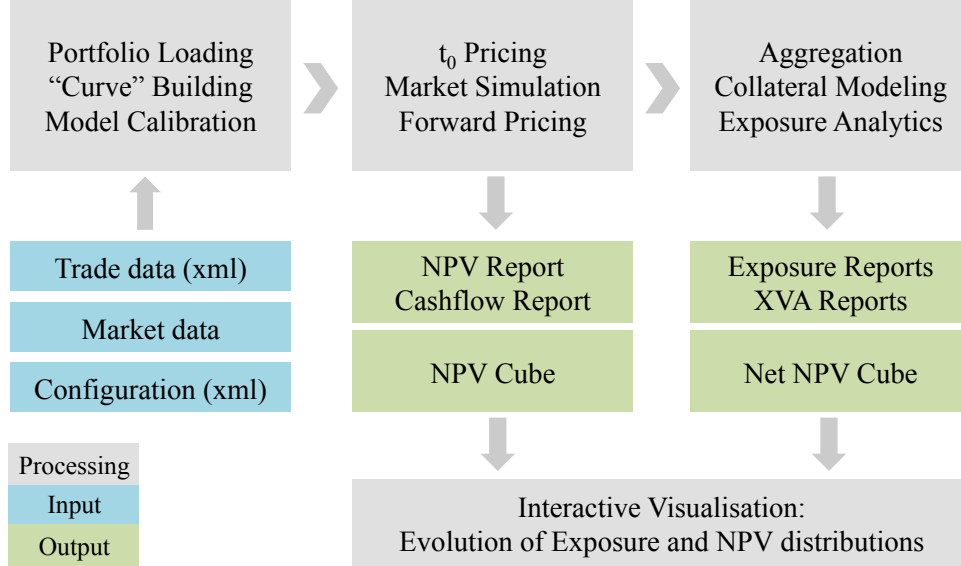 Portfolio Loading
“Curve” Building
Model Calibration
t₀ Pricing
Market Simulation
Forward Pricing
Aggregation
Collateral Modeling
Exposure Analytics
Trade data (xml)
Market data
Configuration (xml)
NPV Report
Cashflow Report
NPV Cube
Exposure Reports
XVA Reports
Net NPV Cube
Processing
Input
Output
Interactive Visualisation:
Evolution of Exposure and NPV distributions